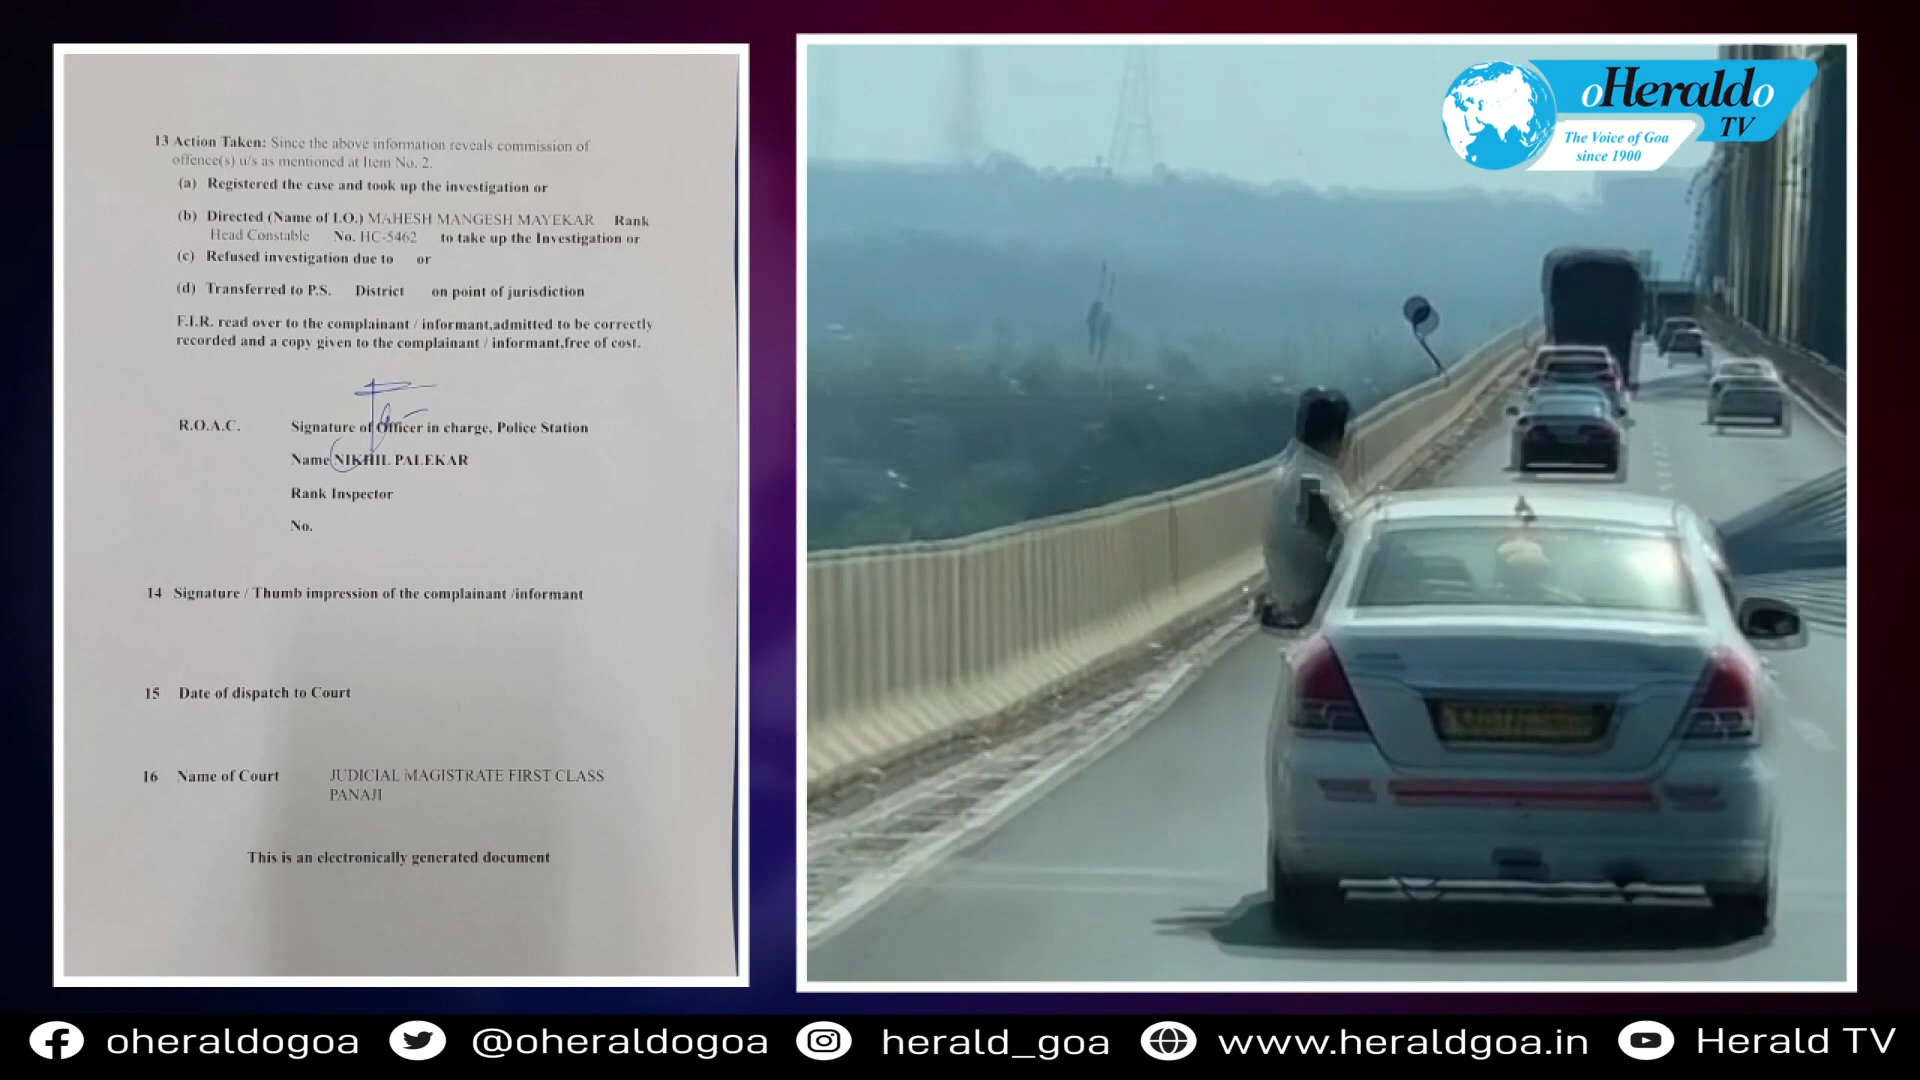 13 Action Taken: Since the above information reveals commission of
offence(s) u/s as mentioned at Item No. 2.
(a) Registered the case and took up the investigation or
(b) Directed (Name of I.O.) MAHESH MANGESH MAYEKAR Rank
Head Constable No. HC-5462 to take up the Investigation or
(c) Refused investigation due to or
(d) Transferred to P.S. District on point of jurisdiction
F.I.R. read over to the complainant / informant,admitted to be correctly
recorded and a copy given to the complainant / informant,free of cost.
R.O.A.C. Signature of Officer in charge, Police Station
Name NIKHIL PALEKAR
Rank Inspector
No.
14 Signature / Thumb impression of the complainant /informant
15 Date of dispatch to Court
16 Name of Court JUDICIAL MAGISTRATE FIRST CLASS
PANAJI
This is an electronically generated document
oHeraldo
TV
The Voice of Goa
since 1900
oheraldogoa @oheraldogoa herald_goa www.heraldgoa.in Herald TV